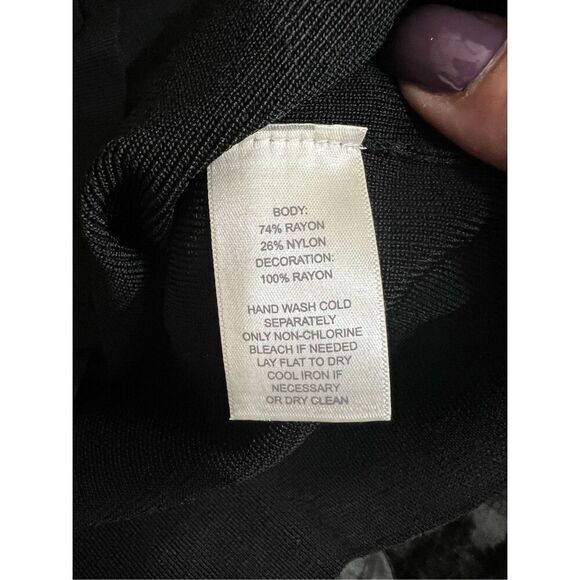 BODY:
74% RAYON
26% NYLON
DECORATION:
100% RAYON
HAND WASH COLD
SEPARATELY
ONLY NON-CHLORINE
BLEACH IF NEEDED
LAY FLAT TO DRY
COOL IRON IF
NECESSARY
OR DRY CLEAN